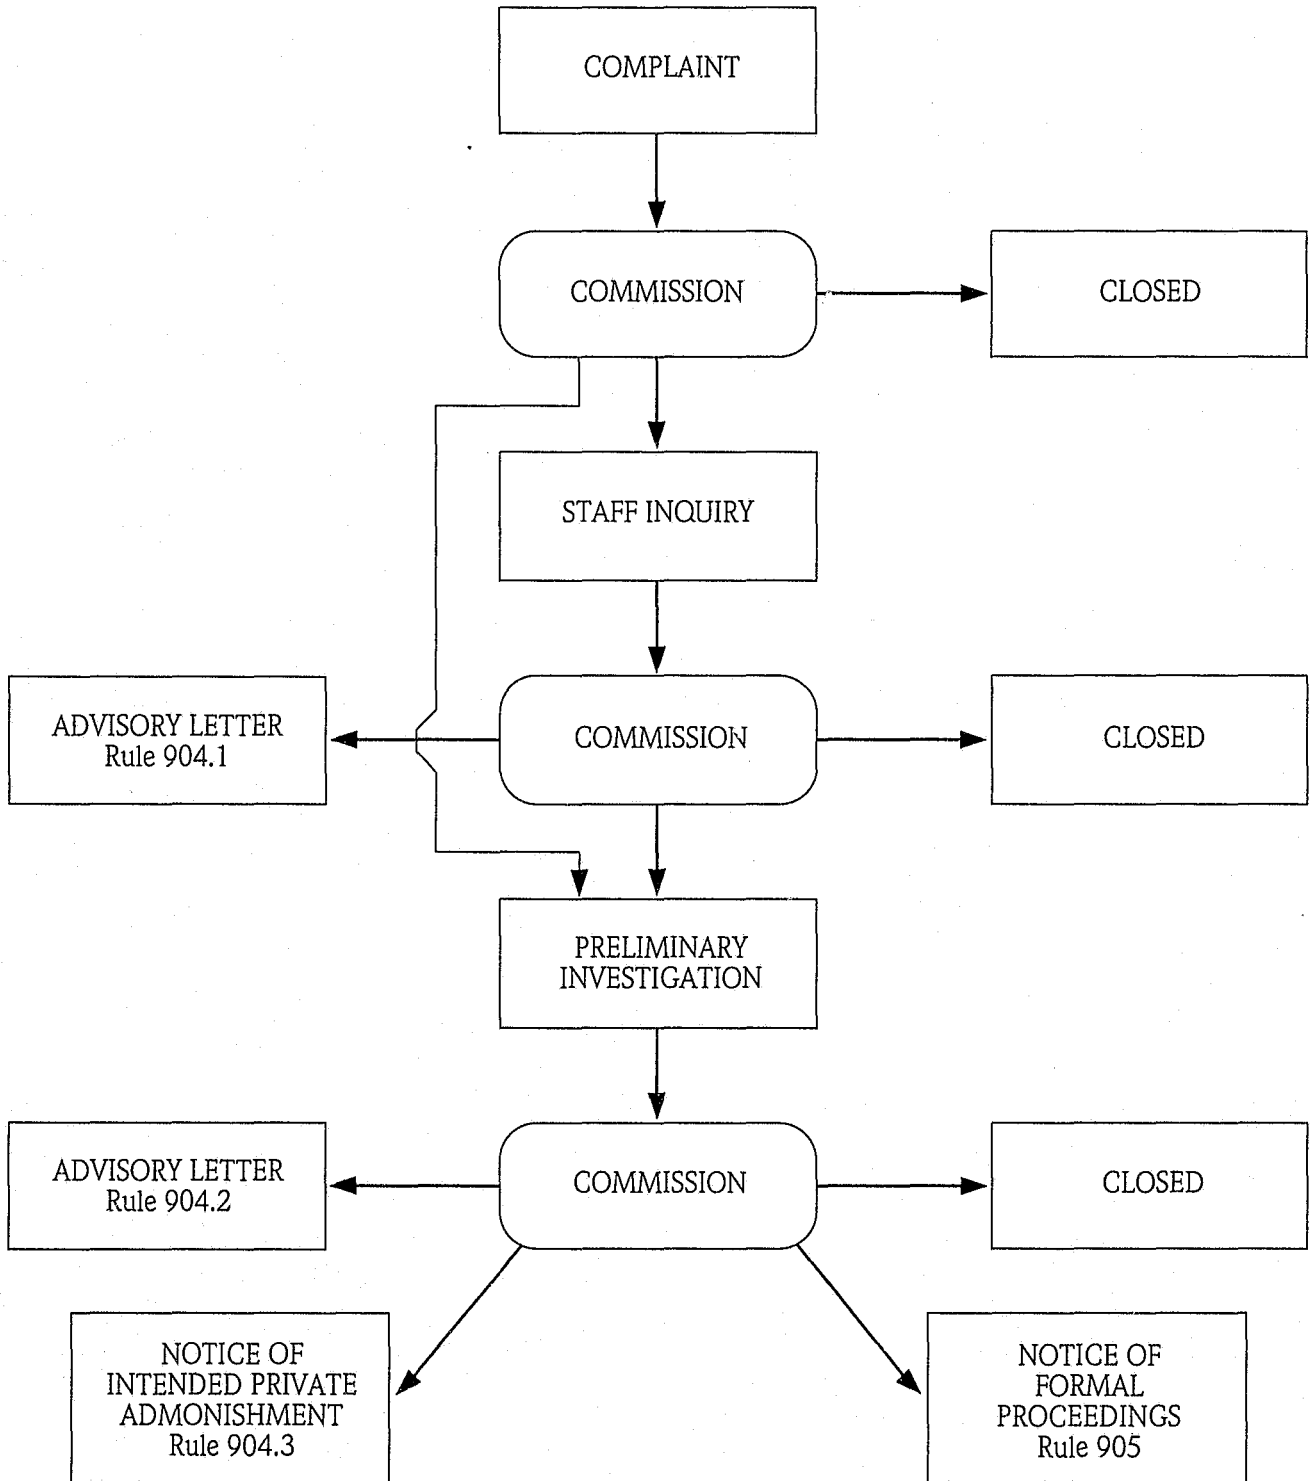 COMPLAINT
COMMISSION
CLOSED
STAFF INQUIRY
ADVISORY LETTER
Rule 904.1
COMMISSION
CLOSED
PRELIMINARY
INVESTIGATION
ADVISORY LETTER
Rule 904.2
COMMISSION
CLOSED
NOTICE OF
INTENDED PRIVATE
ADMONISHMENT
Rule 904.3
NOTICE OF
FORMAL
PROCEEDINGS
Rule 905